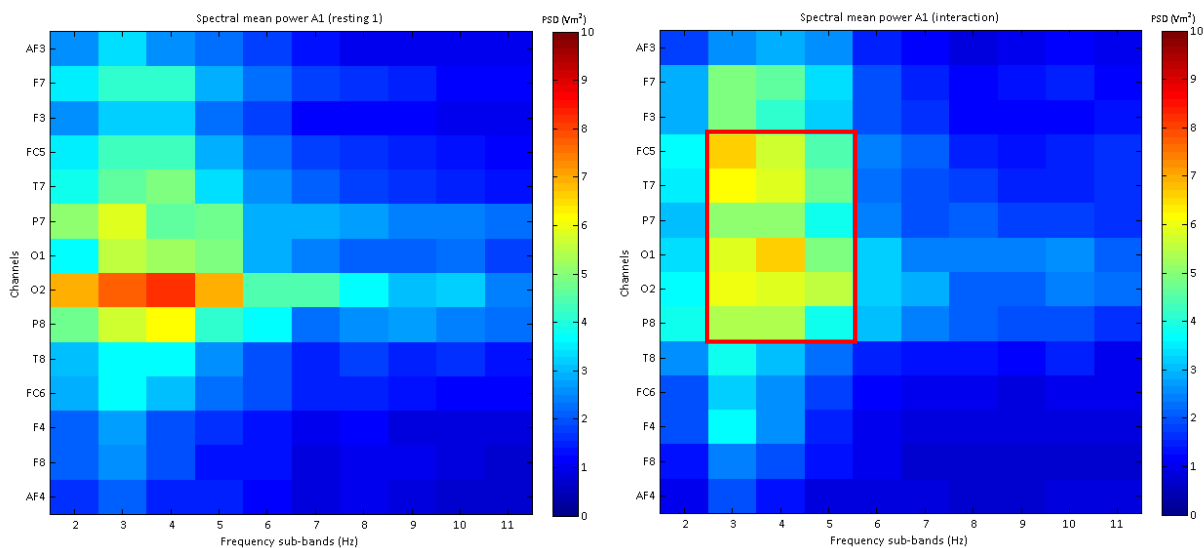 Spectral mean power A1 (resting 1)
PSD (Vm²)
AF3
F7
F3
FC5
T7
P7
O1
O2
P8
T8
FC6
F4
F8
AF4
Channels
2 3 4 5 6 7 8 9 10 11
Frequency sub-bands (Hz)
10
9
8
7
6
5
4
3
2
1
0
Spectral mean power A1 (interaction)
PSD (Vm²)
AF3
F7
F3
FC5
T7
P7
O1
O2
P8
T8
FC6
F4
F8
AF4
Channels
2 3 4 5 6 7 8 9 10 11
Frequency sub-bands (Hz)
10
9
8
7
6
5
4
3
2
1
0